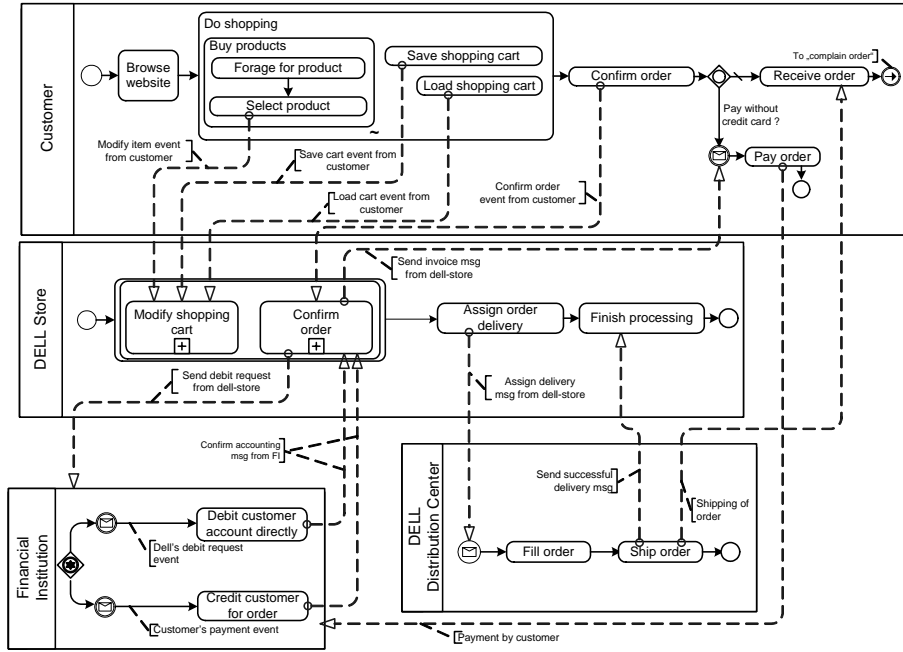 Customer
Do shopping
Buy products
Forage for product
Select product
~
Save shopping cart
Load shopping cart
Browse
website
Confirm order
Receive order
To „complain order“
Pay without
credit card ?
Pay order
Modify item event
from customer
Save cart event from
customer
Load cart event from
customer
Confirm order
event from customer
DELL Store
Send invoice msg
from dell-store
Modify shopping
cart
+
Confirm
order
+
Assign order
delivery
Finish processing
Send debit request
from dell-store
Assign delivery
msg from dell-store
Confirm accounting
msg from FI
Financial
Institution
Debit customer
account directly
Dell's debit request
event
Credit customer
for order
Customer's payment event
DELL
Distribution Center
Send successful
delivery msg
Shipping of
order
Fill order
Ship order
Payment by customer